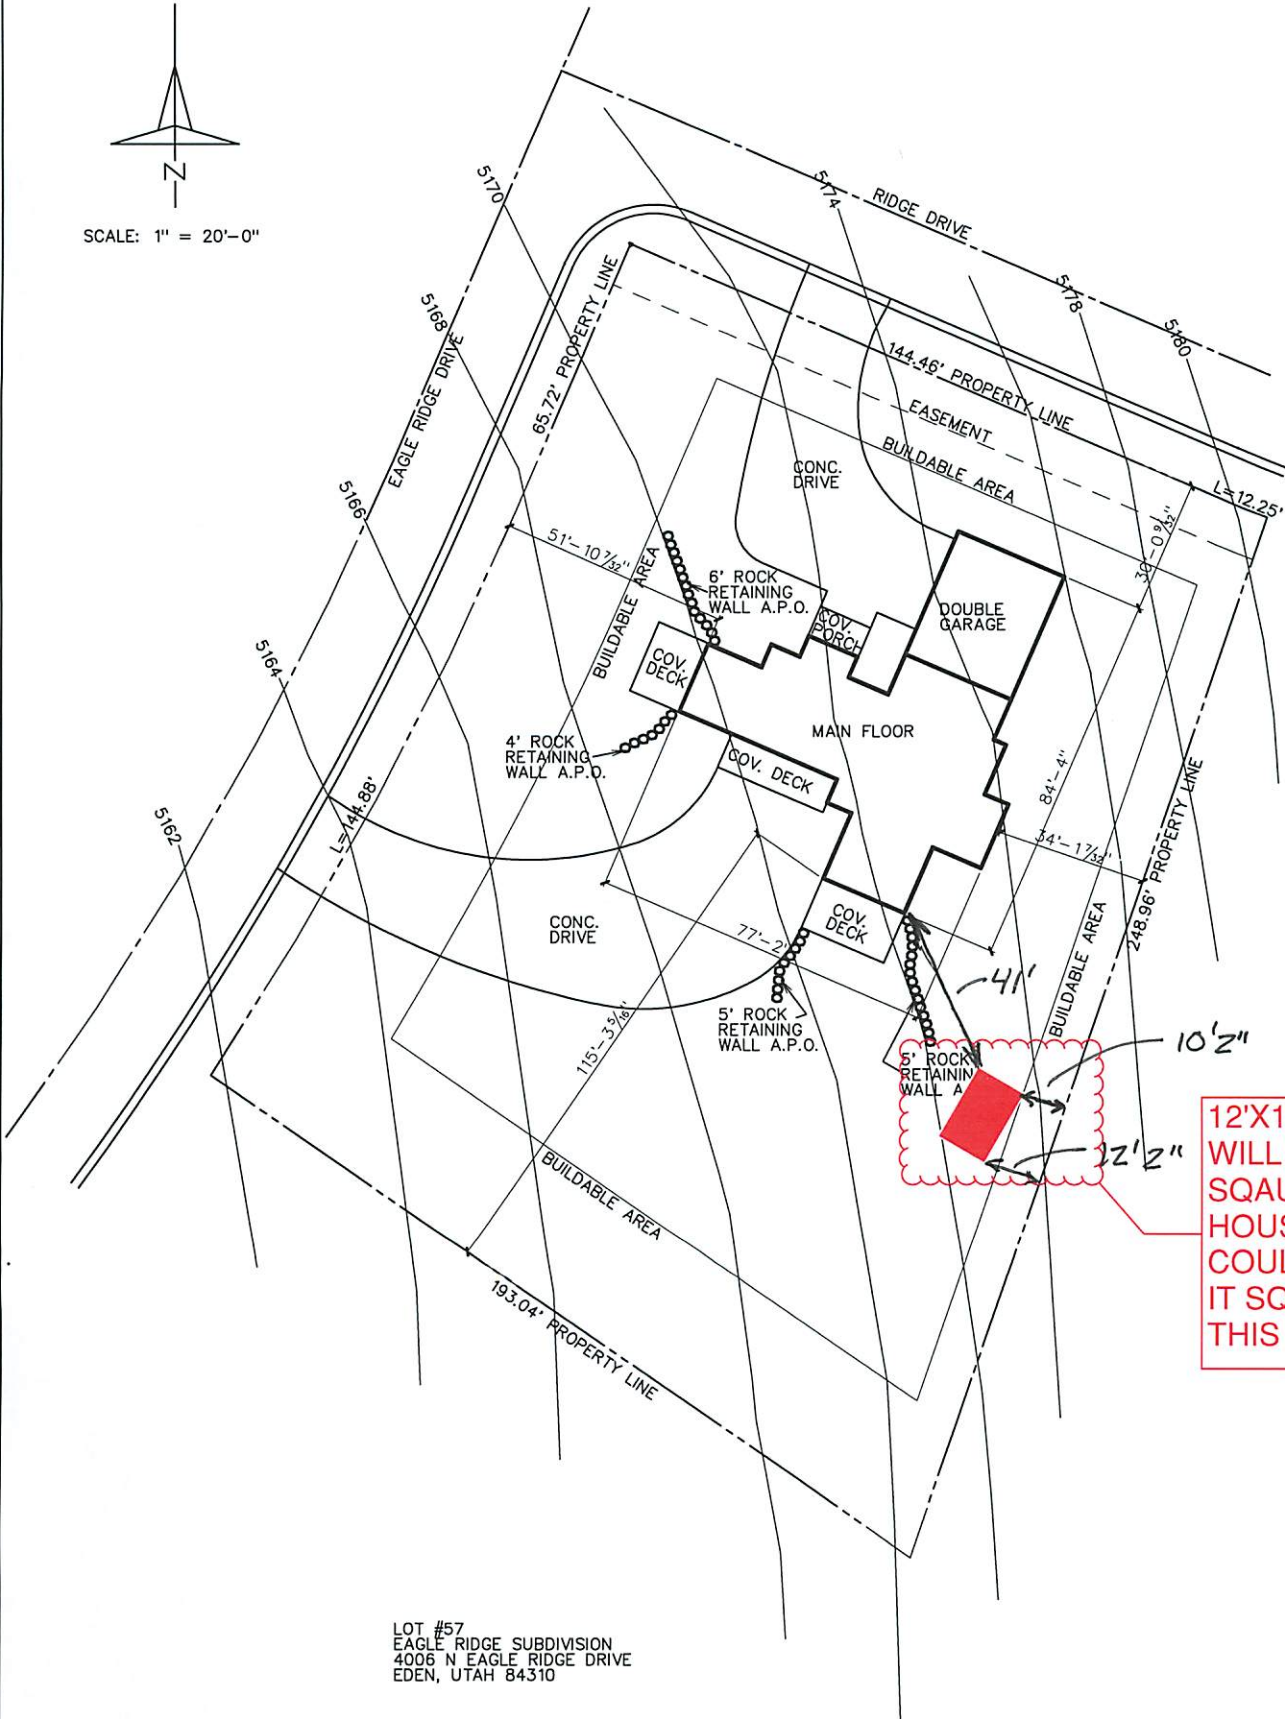 N
SCALE: 1" = 20'-0"
5170
5174
RIDGE DRIVE
5178
5180
5168
EAGLE RIDGE DRIVE
65.72' PROPERTY LINE
144.46' PROPERTY LINE
EASEMENT
BUILDABLE AREA
L=12.25'
CONC.
DRIVE
30'-0 9/32"
5166
51'-10 7/32"
BUILDABLE AREA
6' ROCK
RETAINING
WALL A.P.O.
COV.
PORCH
DOUBLE
GARAGE
5164
COV.
DECK
MAIN FLOOR
4' ROCK
RETAINING
WALL A.P.O.
COV. DECK
84'-4"
248.96' PROPERTY LINE
5162
L=144.88'
34'-1 7/32"
CONC.
DRIVE
77'-2"
COV.
DECK
BUILDABLE AREA
41'
115'-3 5/16"
5' ROCK
RETAINING
WALL A.P.O.
5' ROCK
RETAININ
WALL A
10'2"
12'2"
12'X1
WILL
SQAU
HOUS
COUL
IT SQ
THIS
BUILDABLE AREA
193.04' PROPERTY LINE
LOT #57
EAGLE RIDGE SUBDIVISION
4006 N EAGLE RIDGE DRIVE
EDEN, UTAH 84310